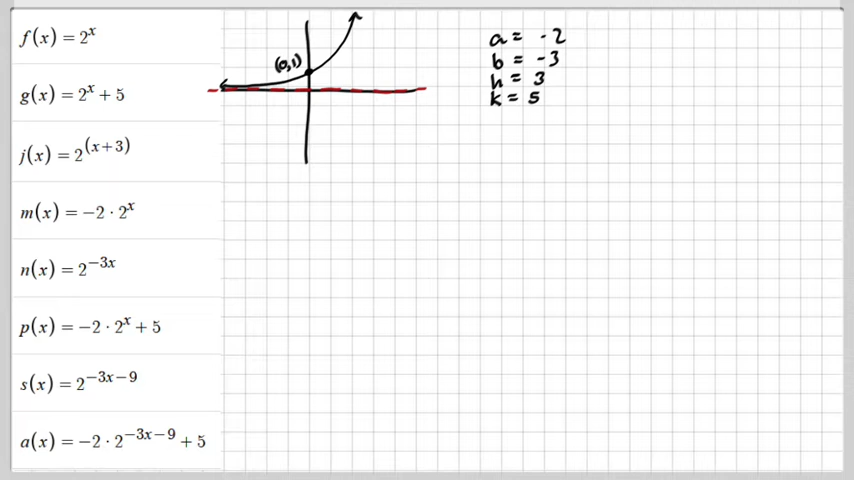 f(x) = 2^x
(0,1)
a = -2
b = -3
h = 3
k = 5
g(x) = 2^x + 5
j(x) = 2^(x+3)
m(x) = −2 · 2^x
n(x) = 2^−3x
p(x) = −2 · 2^x + 5
s(x) = 2^−3x−9
a(x) = −2 · 2^−3x−9 + 5